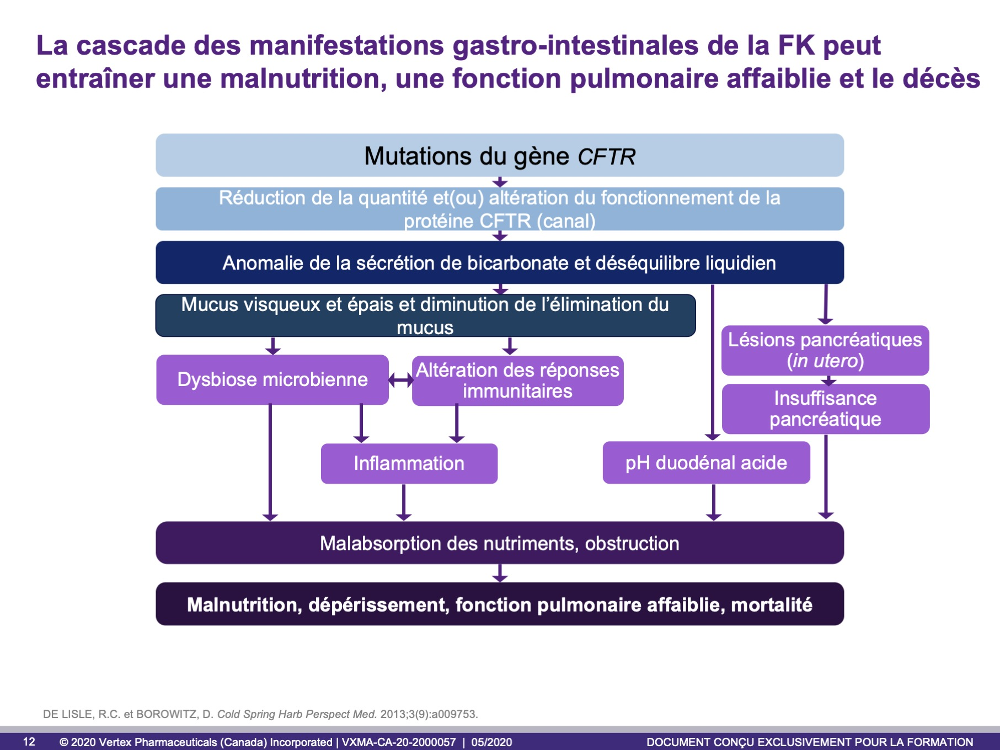 La cascade des manifestations gastro-intestinales de la FK peut
entraîner une malnutrition, une fonction pulmonaire affaiblie et le décès
Mutations du gène CFTR
Réduction de la quantité et(ou) altération du fonctionnement de la
protéine CFTR (canal)
Anomalie de la sécrétion de bicarbonate et déséquilibre liquidien
Mucus visqueux et épais et diminution de l’élimination du
mucus
Lésions pancréatiques
(in utero)
Dysbiose microbienne
Altération des réponses
immunitaires
Insuffisance
pancréatique
Inflammation
pH duodénal acide
Malabsorption des nutriments, obstruction
Malnutrition, dépérissement, fonction pulmonaire affaiblie, mortalité
DE LISLE, R.C. et BOROWITZ, D. Cold Spring Harb Perspect Med. 2013;3(9):a009753.
12 © 2020 Vertex Pharmaceuticals (Canada) Incorporated | VXMA-CA-20-2000057 | 05/2020 DOCUMENT CONÇU EXCLUSIVEMENT POUR LA FORMATION